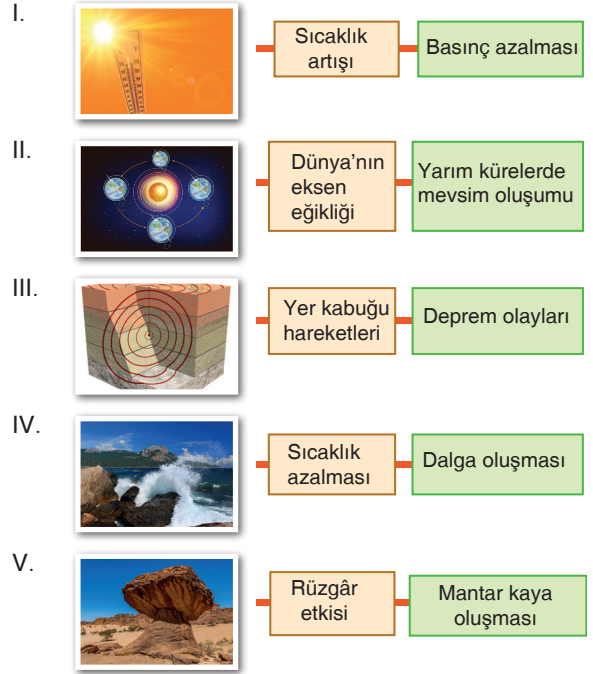 I.
Sıcaklık
artışı
Basınç azalması
II.
Dünya'nın
eksen
eğikliği
Yarım kürelerde
mevsim oluşumu
III.
Yer kabuğu
hareketleri
Deprem olayları
IV.
Sıcaklık
azalması
Dalga oluşması
V.
Rüzgâr
etkisi
Mantar kaya
oluşması